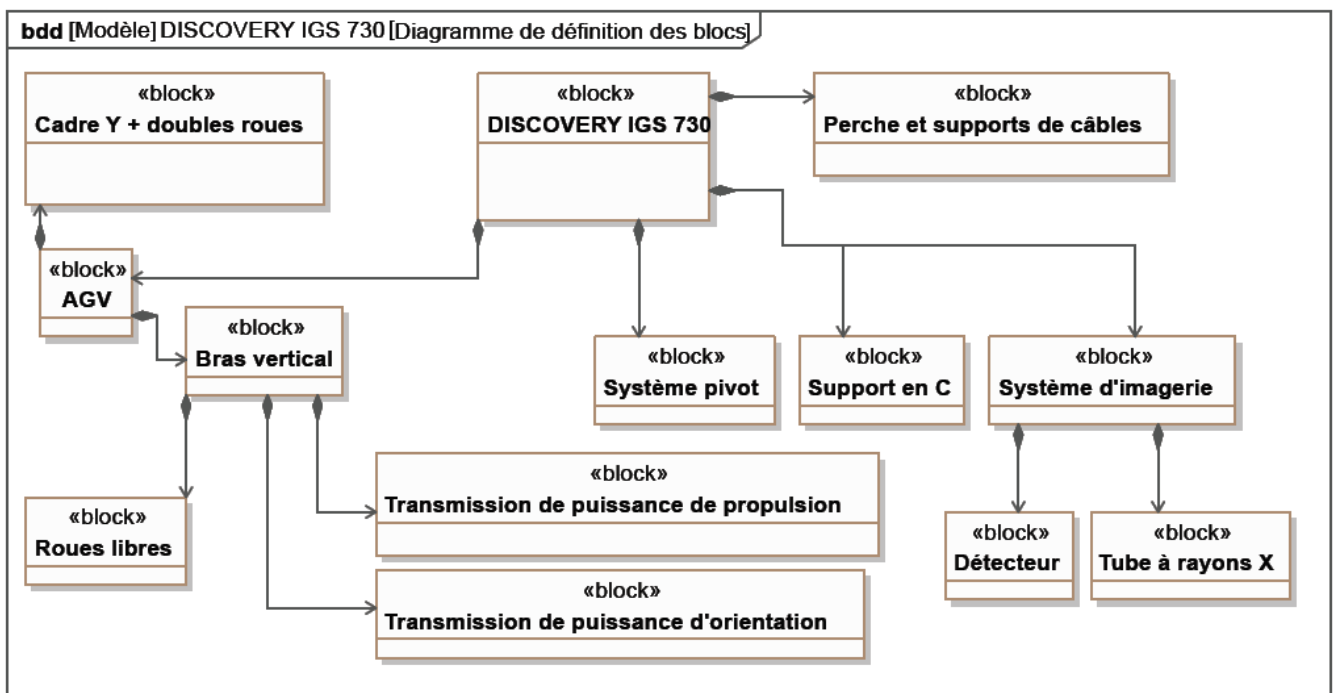 bdd [Modèle] DISCOVERY IGS 730 [Diagramme de définition des blocs]
«block»
Cadre Y + doubles roues
«block»
DISCOVERY IGS 730
«block»
Perche et supports de câbles
«block»
AGV
«block»
Bras vertical
«block»
Système pivot
«block»
Support en C
«block»
Système d'imagerie
«block»
Roues libres
«block»
Transmission de puissance de propulsion
«block»
Transmission de puissance d'orientation
«block»
Détecteur
«block»
Tube à rayons X